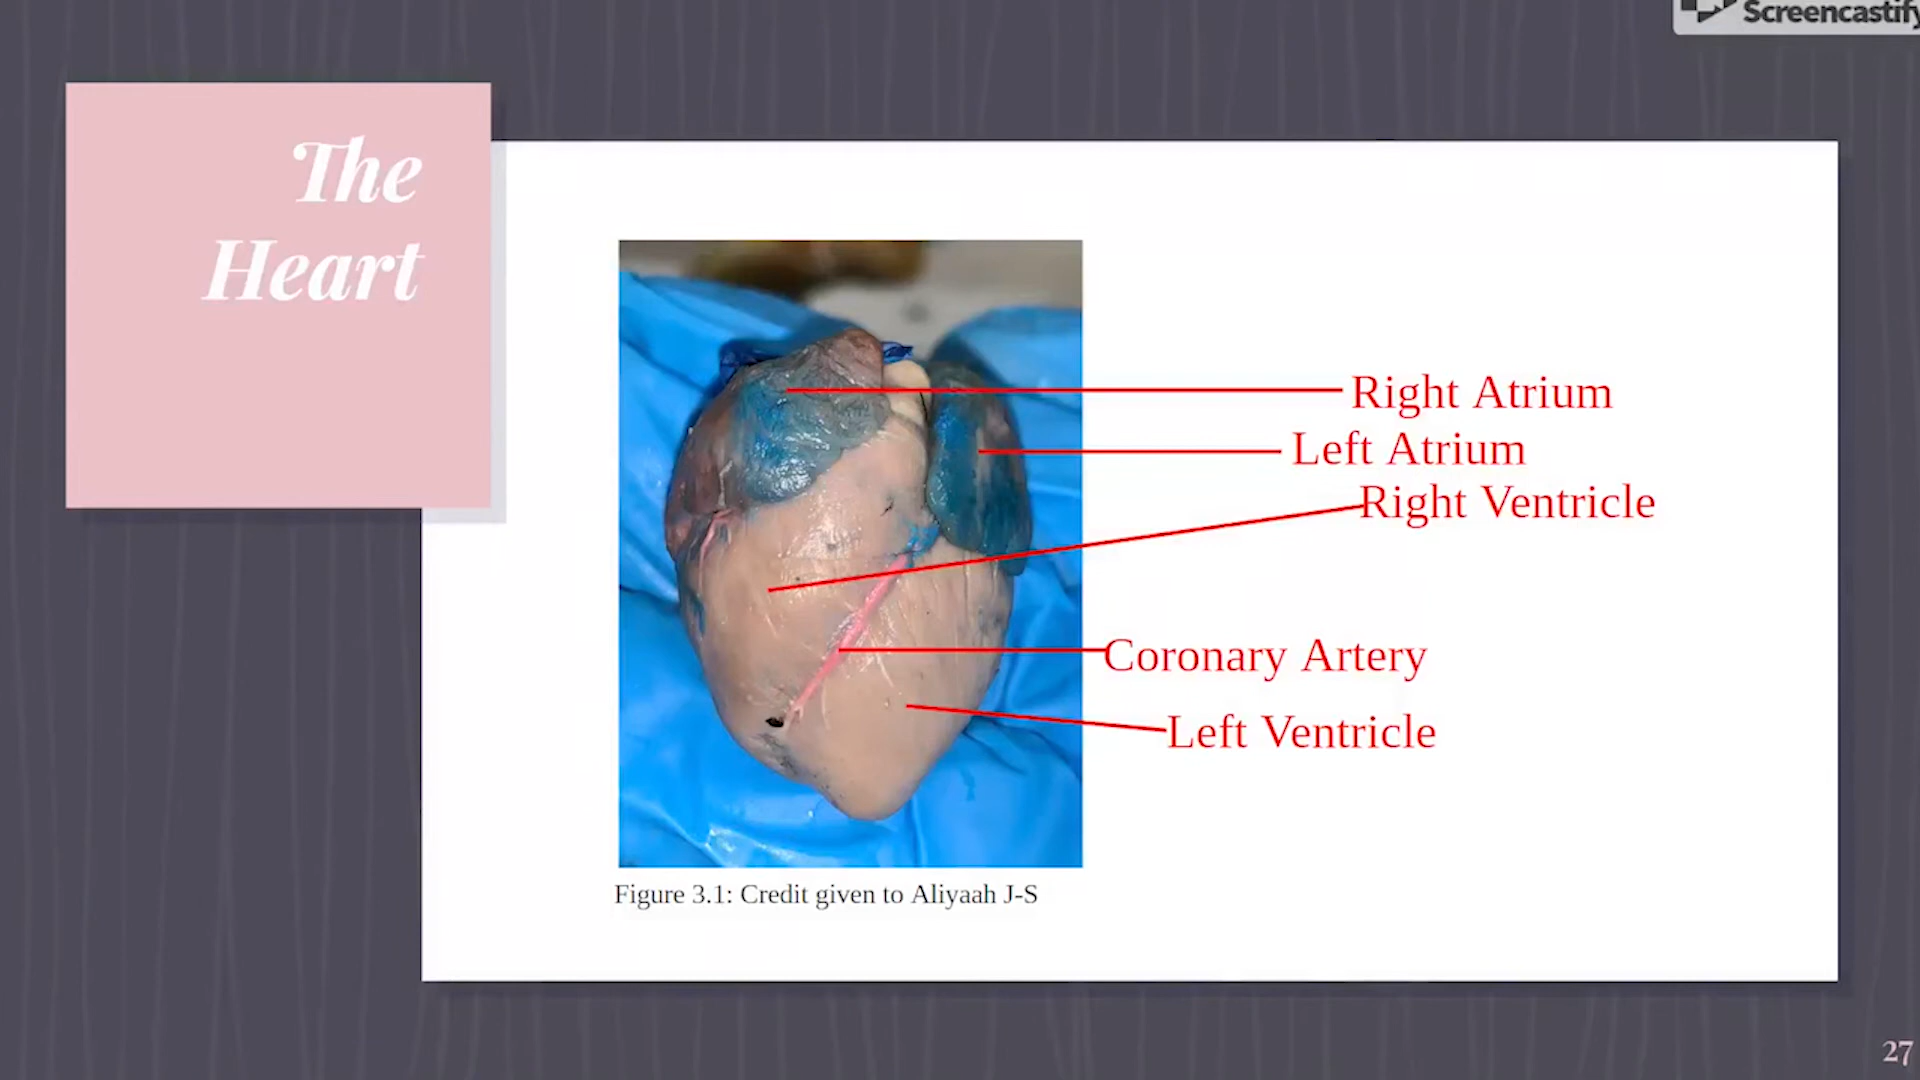 Screencastify
The
Heart
Right Atrium
Left Atrium
Right Ventricle
Coronary Artery
Left Ventricle
Figure 3.1: Credit given to Aliyaah J-S
27